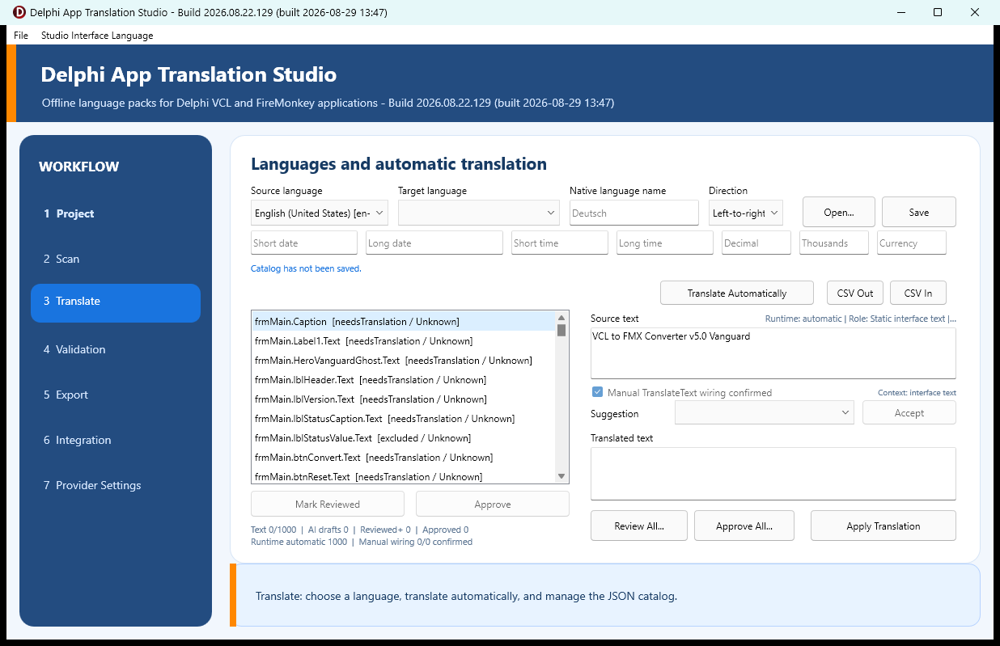 Delphi App Translation Studio - Build 2026.08.22.129 (built 2026-08-29 13:47)
File Studio Interface Language
Delphi App Translation Studio
Offline language packs for Delphi VCL and FireMonkey applications - Build 2026.08.22.129 (built 2026-08-29 13:47)
WORKFLOW
1 Project
2 Scan
3 Translate
4 Validation
5 Export
6 Integration
7 Provider Settings
Languages and automatic translation
Source language Target language Native language name Direction
English (United States) [en- Deutsch Left-to-right Open... Save
Short date Long date Short time Long time Decimal Thousands Currency
Catalog has not been saved.
Translate Automatically CSV Out CSV In
frmMain.Caption [needsTranslation / Unknown]
frmMain.Label1.Text [needsTranslation / Unknown]
frmMain.HeroVanguardGhost.Text [needsTranslation / Unknown]
frmMain.lblHeader.Text [needsTranslation / Unknown]
frmMain.lblVersion.Text [needsTranslation / Unknown]
frmMain.lblStatusCaption.Text [needsTranslation / Unknown]
frmMain.lblStatusValue.Text [excluded / Unknown]
frmMain.btnConvert.Text [needsTranslation / Unknown]
frmMain.btnReset.Text [needsTranslation / Unknown]
Mark Reviewed Approve
Text 0/1000 | AI drafts 0 | Reviewed+ 0 | Approved 0
Runtime automatic 1000 | Manual wiring 0/0 confirmed
Source text Runtime: automatic | Role: Static interface text |...
VCL to FMX Converter v5.0 Vanguard
Manual TranslateText wiring confirmed Context: interface text
Suggestion Accept
Translated text
Review All... Approve All... Apply Translation
Translate: choose a language, translate automatically, and manage the JSON catalog.